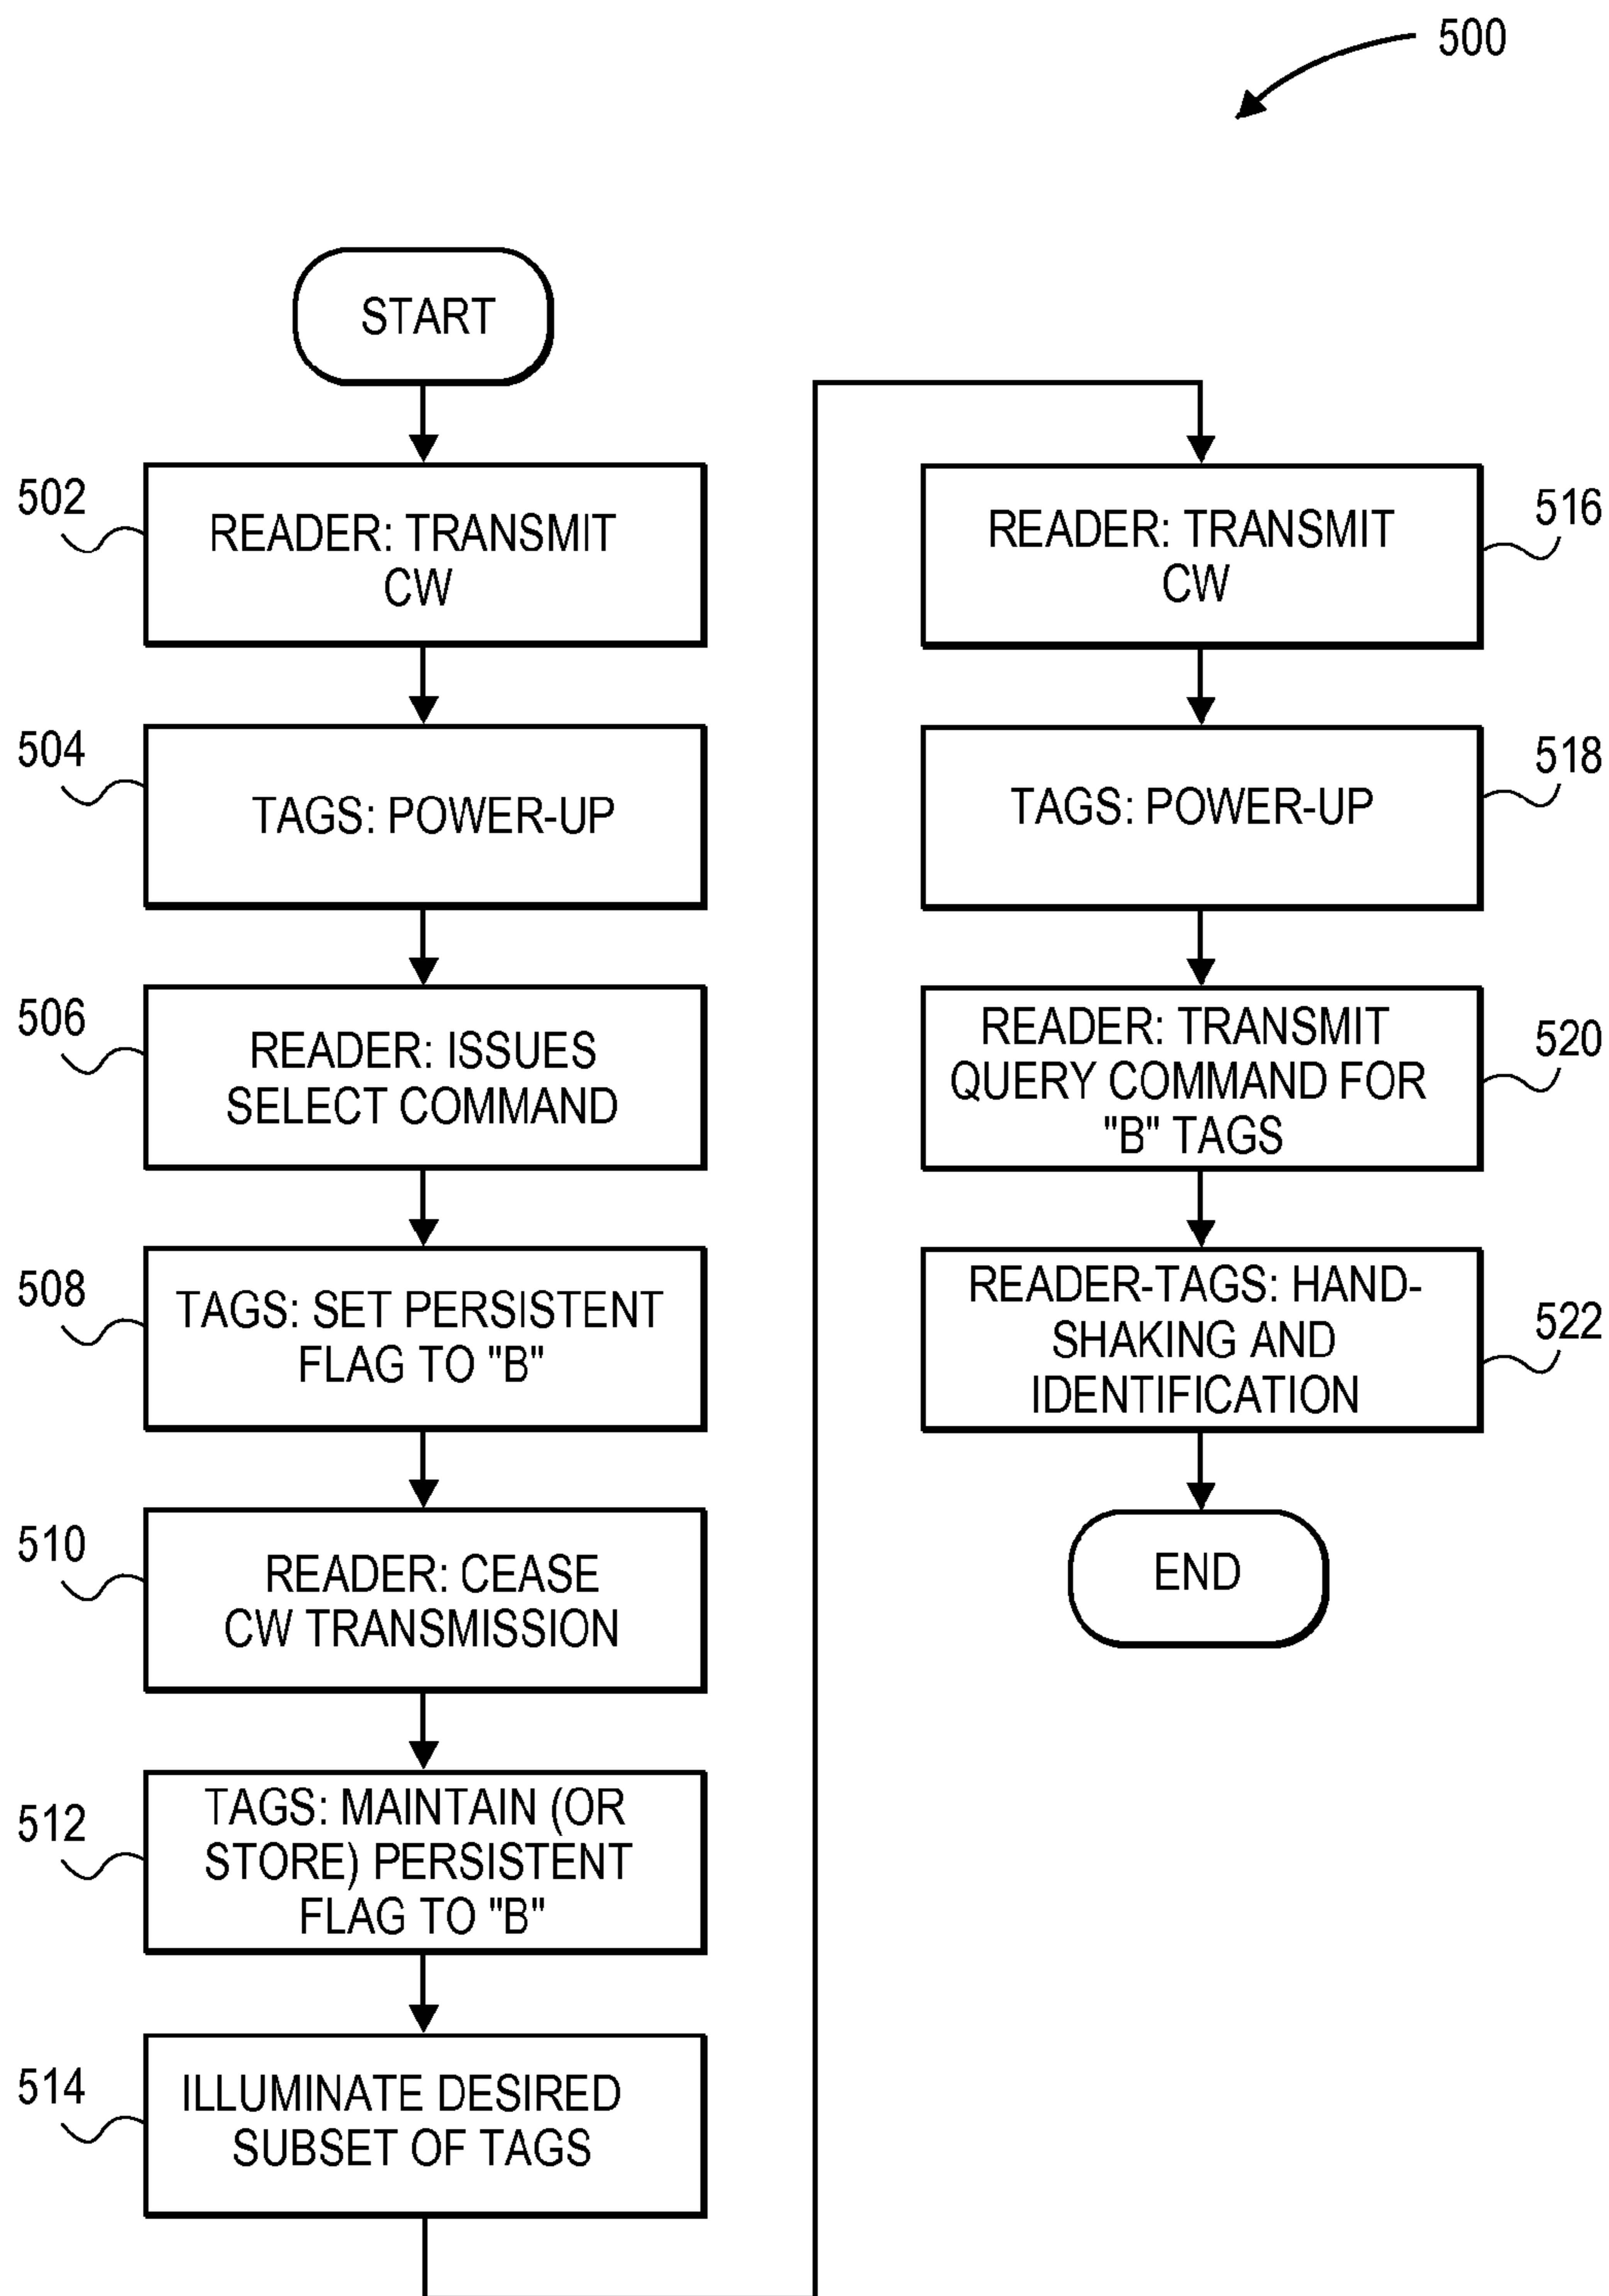 500
START
502
READER: TRANSMIT
CW
504
TAGS: POWER-UP
506
READER: ISSUES
SELECT COMMAND
508
TAGS: SET PERSISTENT
FLAG TO "B"
510
READER: CEASE
CW TRANSMISSION
512
TAGS: MAINTAIN (OR
STORE) PERSISTENT
FLAG TO "B"
514
ILLUMINATE DESIRED
SUBSET OF TAGS
516
READER: TRANSMIT
CW
518
TAGS: POWER-UP
520
READER: TRANSMIT
QUERY COMMAND FOR
"B" TAGS
522
READER-TAGS: HAND-
SHAKING AND
IDENTIFICATION
END